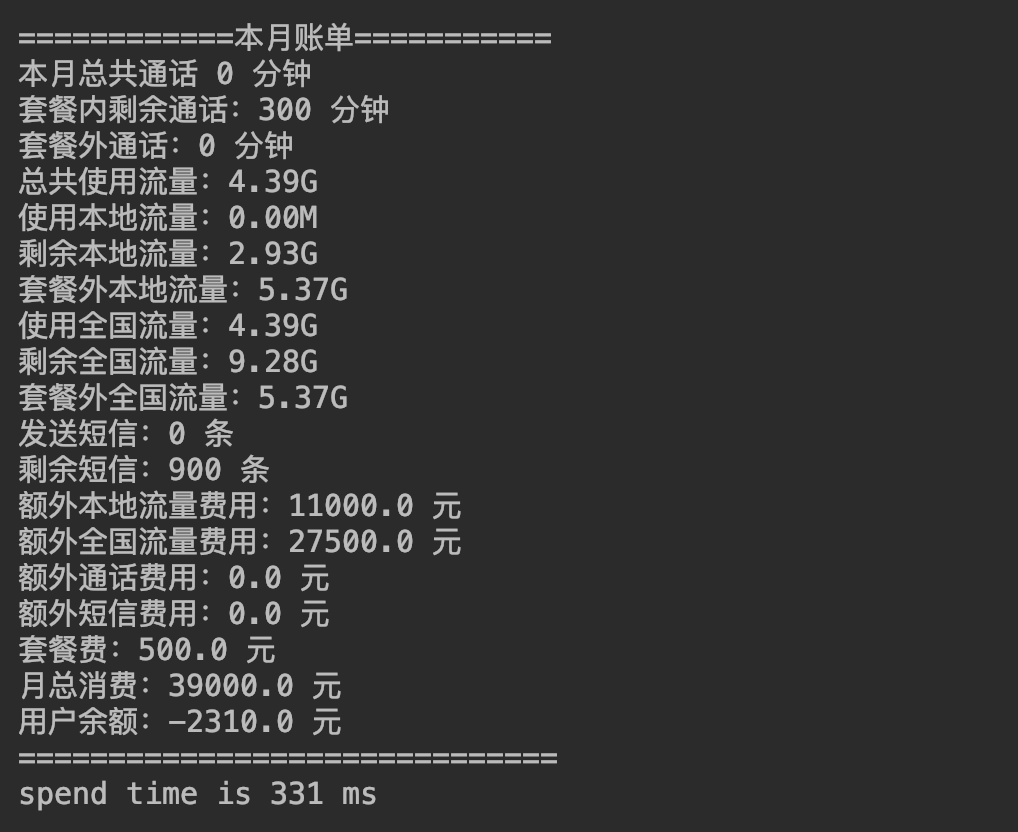 ============本月账单===========
本月总共通话 0 分钟
套餐内剩余通话：300 分钟
套餐外通话：0 分钟
总共使用流量：4.39G
使用本地流量：0.00M
剩余本地流量：2.93G
套餐外本地流量：5.37G
使用全国流量：4.39G
剩余全国流量：9.28G
套餐外全国流量：5.37G
发送短信：0 条
剩余短信：900 条
额外本地流量费用：11000.0 元
额外全国流量费用：27500.0 元
额外通话费用：0.0 元
额外短信费用：0.0 元
套餐费：500.0 元
月总消费：39000.0 元
用户余额：-2310.0 元
==============================
spend time is 331 ms